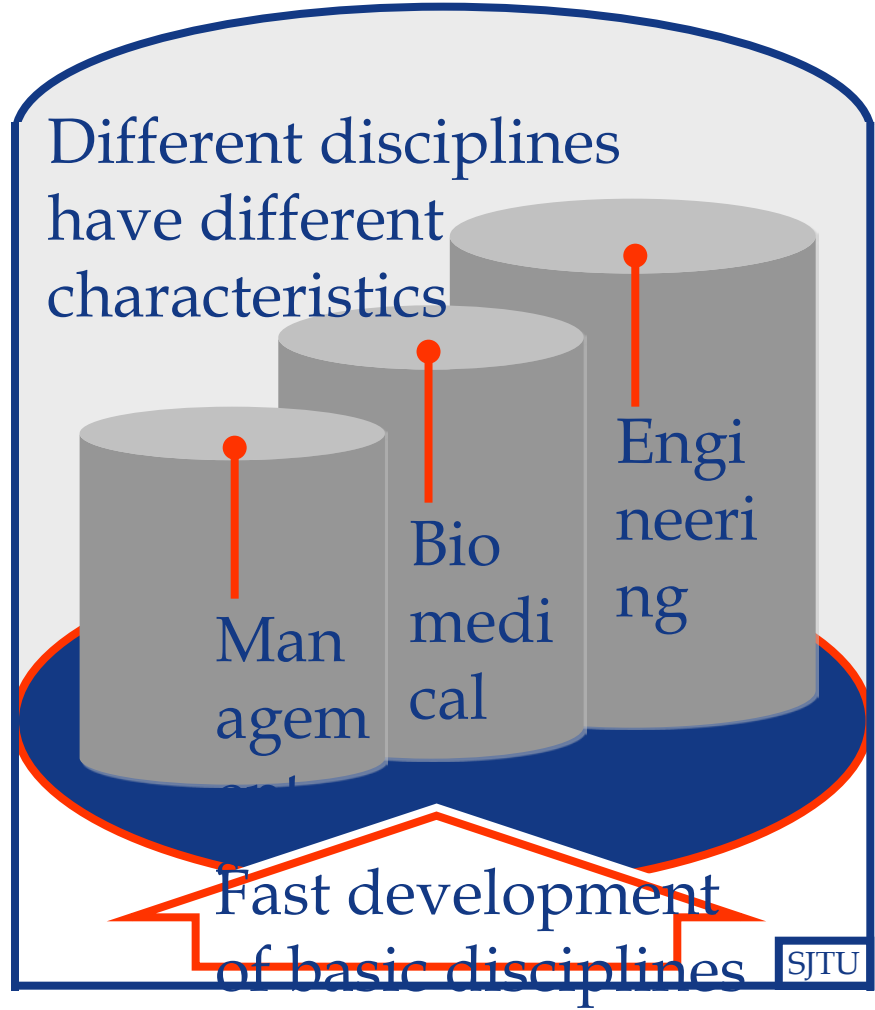 Different disciplines
have different
characteristics
Engi
neeri
ng
Bio
medi
cal
Man
agem
ent
Fast development
of basic disciplines
SJTU